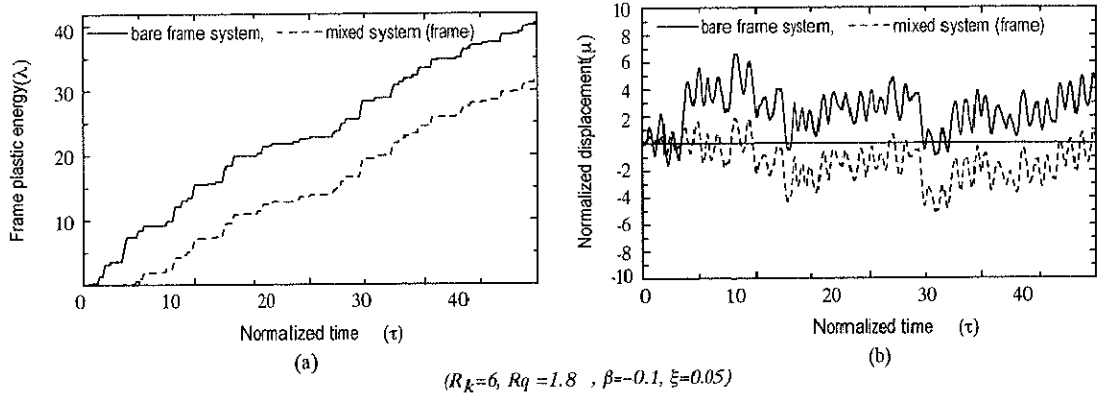 40
bare frame system, mixed system (frame)
30
20
10
0 10 20 30 40
Frame plastic energy(λ)
Normalized time (τ)
(a)
10
bare frame system, mixed system (frame)
8
6
4
2
-2
-4
-6
-8
10
0 10 20 30 40
Normalized displacement(μ)
Normalized time (τ)
(b)
(Rk=6, Rq =1.8 , β=-0.1, ξ=0.05)